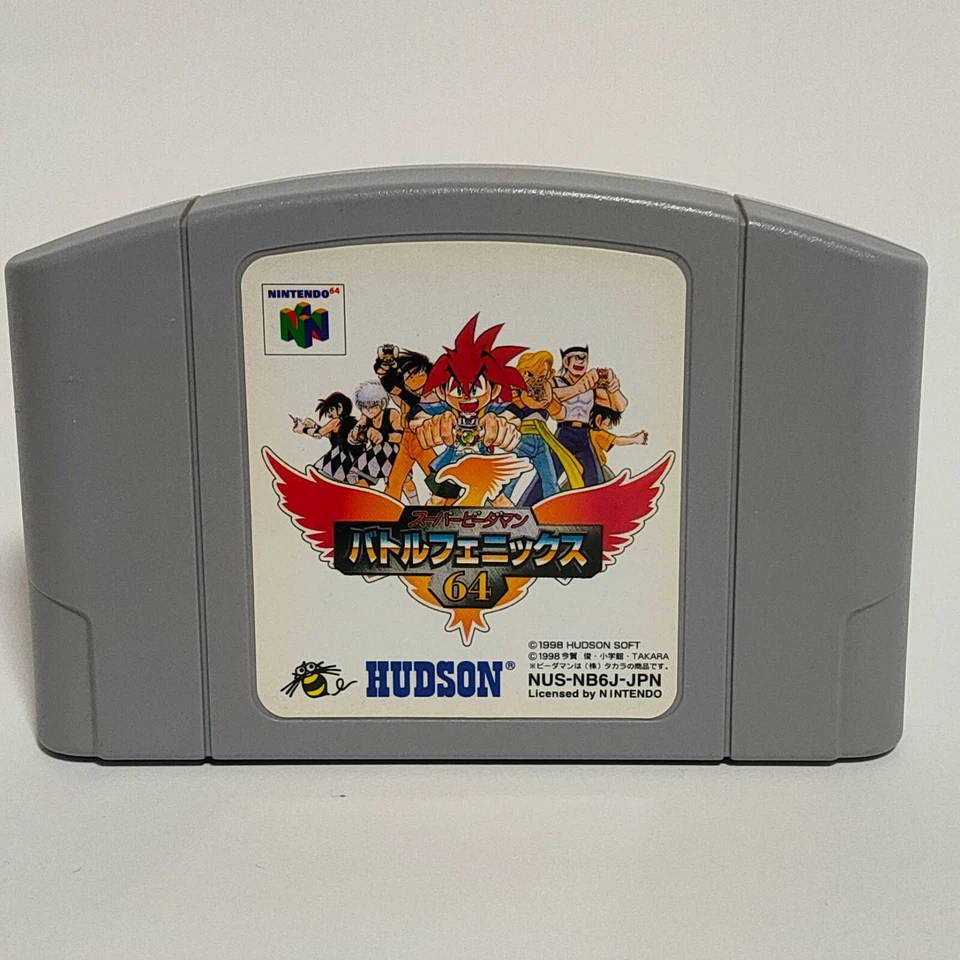 NINTENDO64
スーパービーダマン
バトルフェニックス
64
©1998 HUDSON SOFT
©1998 今賀 俊・小学館・TAKARA
※ビーダマンは(株)タカラの商品です。
HUDSON®
NUS-NB6J-JPN
Licensed by NINTENDO